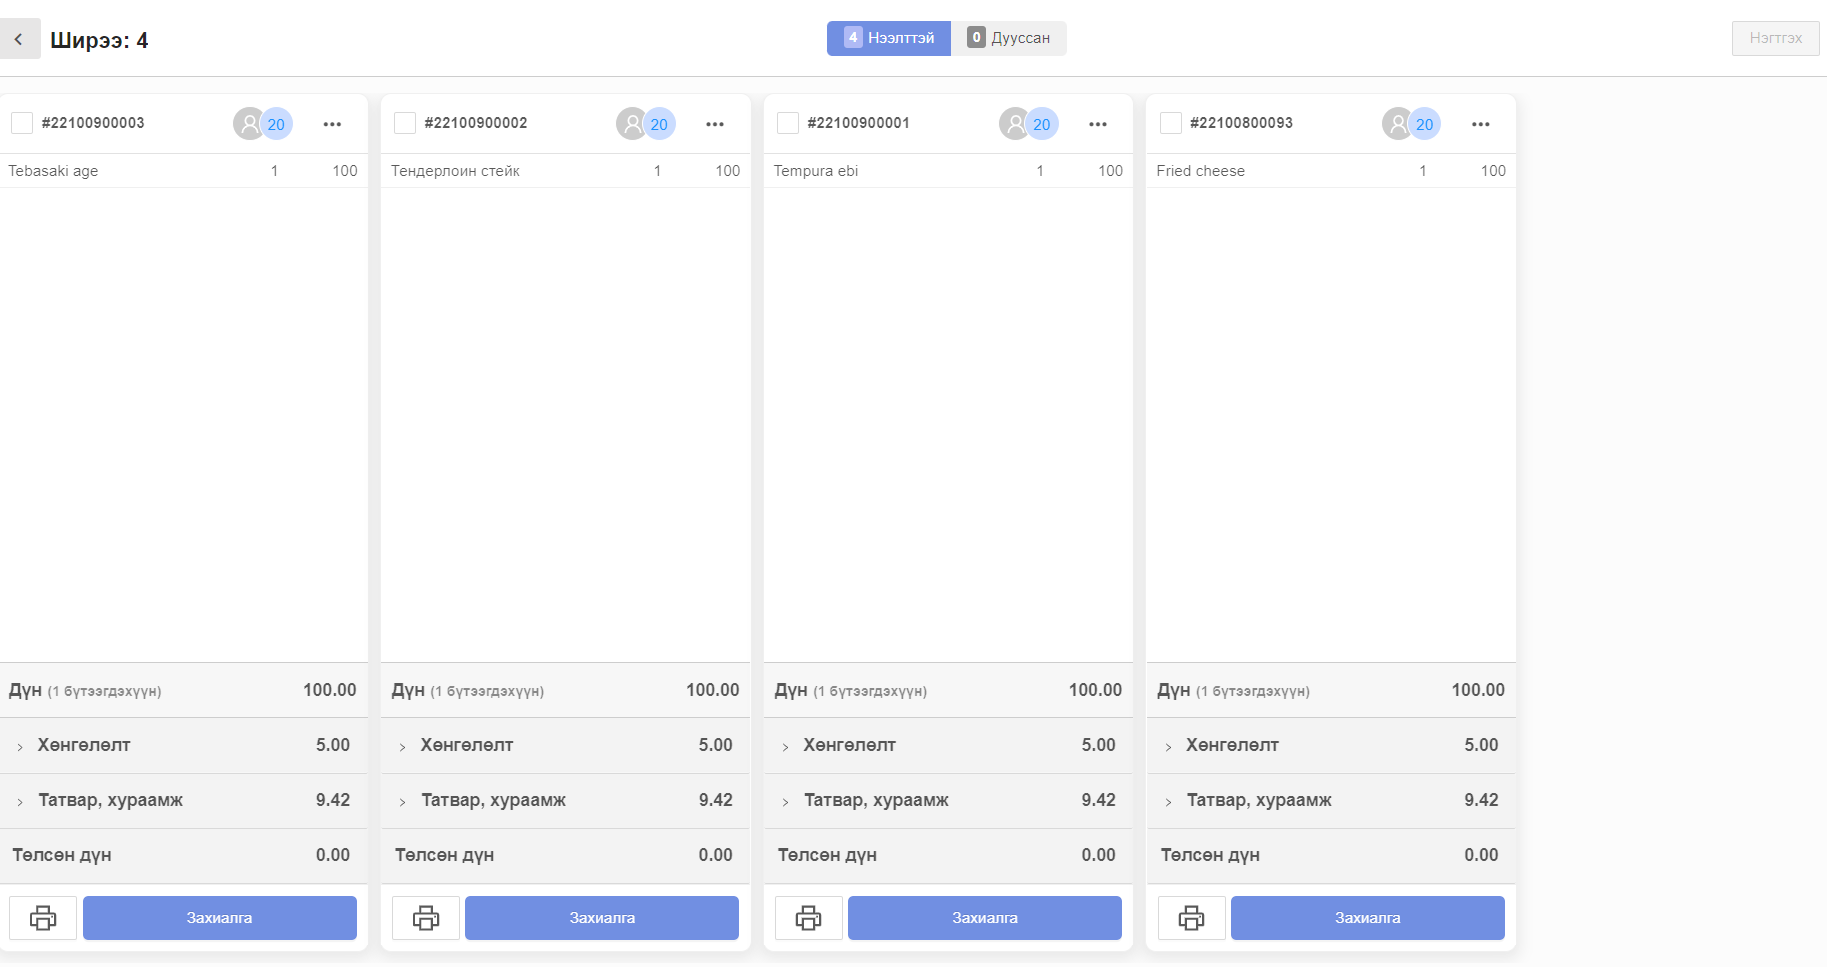 Ширээ: 4
4 Нээлттэй
0 Дууссан
Нэгтгэх
#22100900003 20
Tebasaki age 1 100
Дүн (1 бүтээгдэхүүн) 100.00
Хөнгөлөлт 5.00
Татвар, хураамж 9.42
Төлсөн дүн 0.00
Захиалга
#22100900002 20
Тендерлоин стейк 1 100
Дүн (1 бүтээгдэхүүн) 100.00
Хөнгөлөлт 5.00
Татвар, хураамж 9.42
Төлсөн дүн 0.00
Захиалга
#22100900001 20
Tempura ebi 1 100
Дүн (1 бүтээгдэхүүн) 100.00
Хөнгөлөлт 5.00
Татвар, хураамж 9.42
Төлсөн дүн 0.00
Захиалга
#22100800093 20
Fried cheese 1 100
Дүн (1 бүтээгдэхүүн) 100.00
Хөнгөлөлт 5.00
Татвар, хураамж 9.42
Төлсөн дүн 0.00
Захиалга